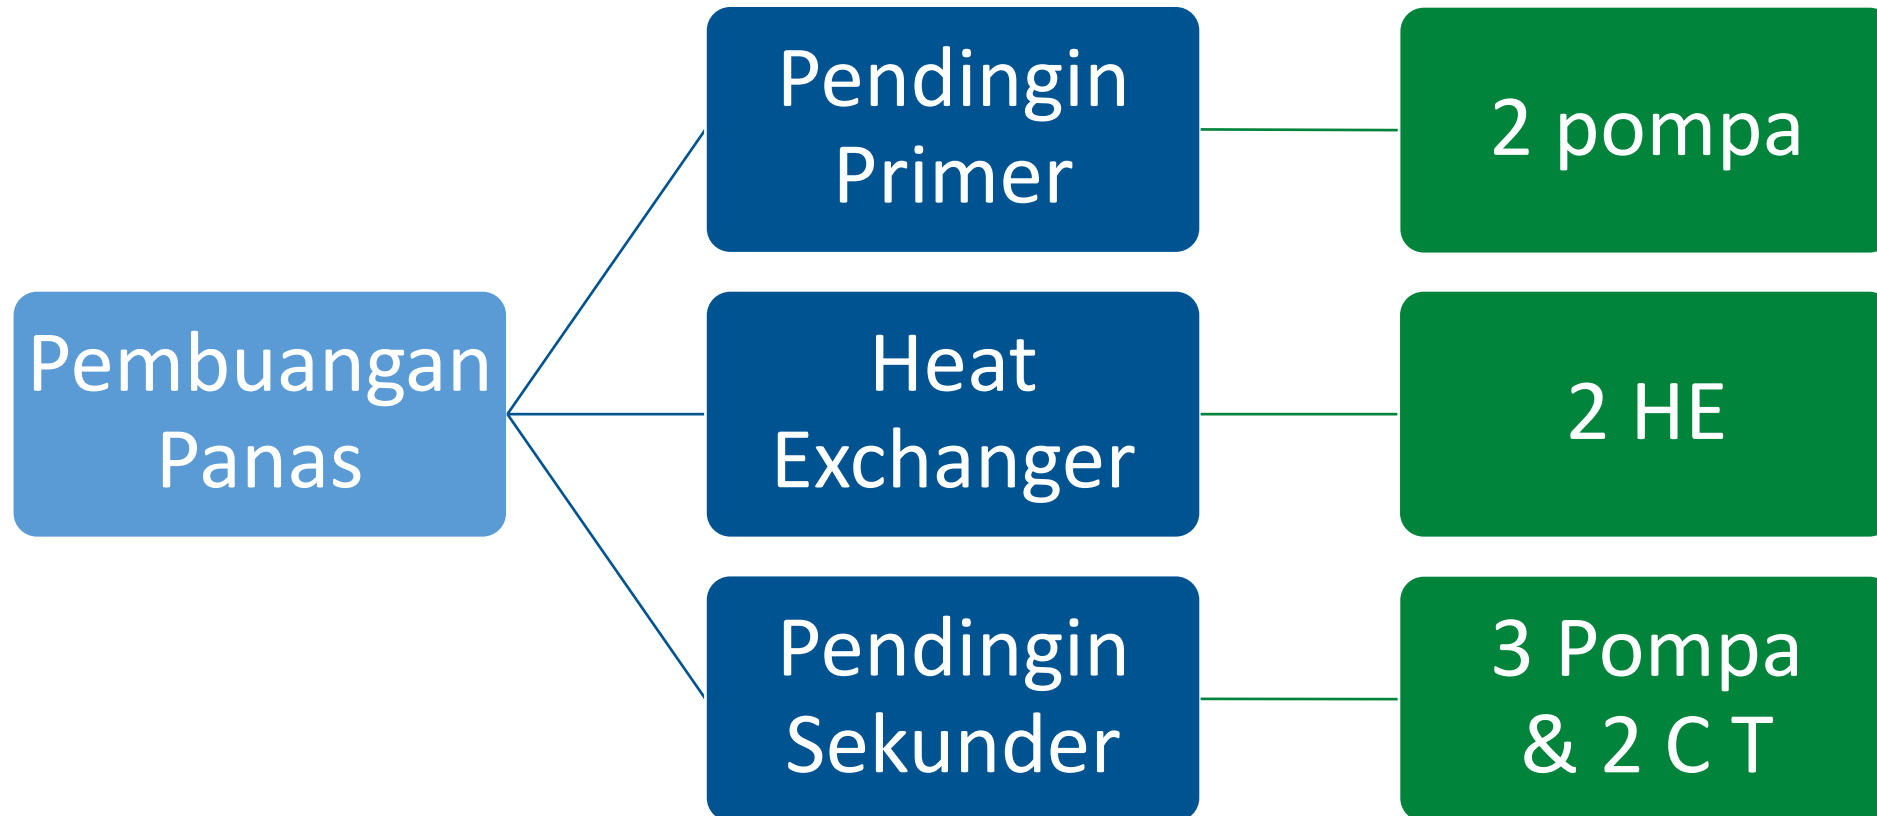 Pembuangan
Panas
Pendingin
Primer
2 pompa
Heat
Exchanger
2 HE
Pendingin
Sekunder
3 Pompa
& 2 C T